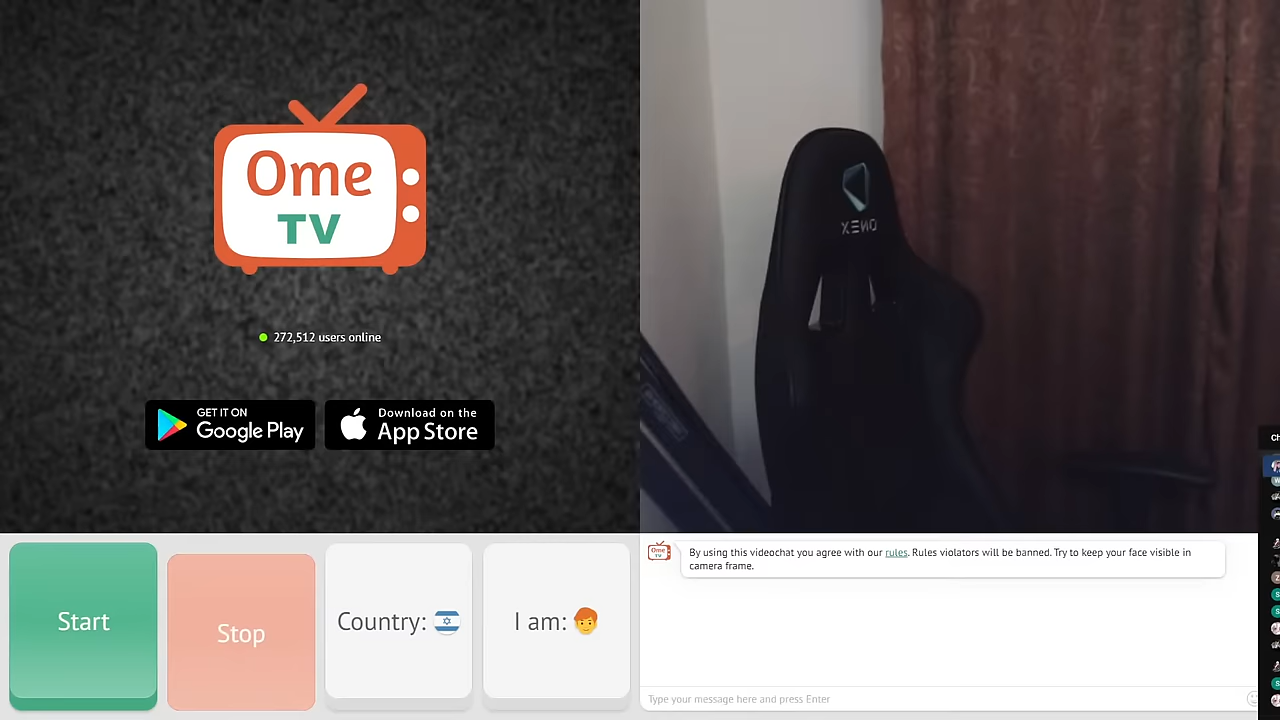 Ome
TV
272,512 users online
GET IT ON
Google Play
Download on the
App Store
Start
Stop
Country:
I am:
XENO
By using this videochat you agree with our rules. Rules violators will be banned. Try to keep your face visible in
camera frame.
Type your message here and press Enter
Ch